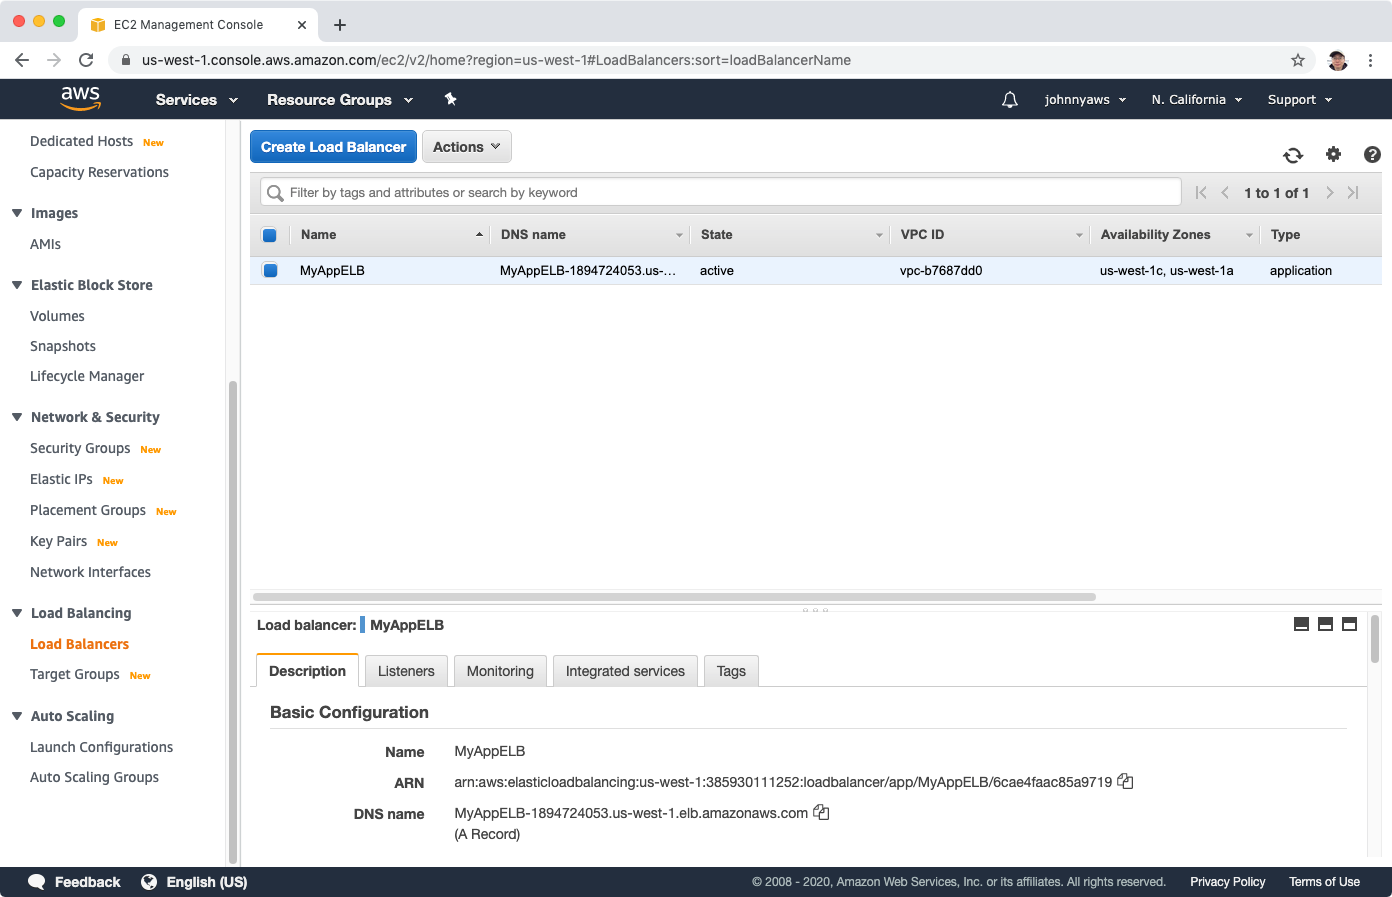 EC2 Management Console
us-west-1.console.aws.amazon.com/ec2/v2/home?region=us-west-1#LoadBalancers:sort=loadBalancerName
aws Services Resource Groups johnnyaws N. California Support
Dedicated Hosts New
Capacity Reservations
Images
AMIs
Elastic Block Store
Volumes
Snapshots
Lifecycle Manager
Network & Security
Security Groups New
Elastic IPs New
Placement Groups New
Key Pairs New
Network Interfaces
Load Balancing
Load Balancers
Target Groups New
Auto Scaling
Launch Configurations
Auto Scaling Groups
Create Load Balancer Actions
Filter by tags and attributes or search by keyword 1 to 1 of 1
Name DNS name State VPC ID Availability Zones Type
MyAppELB MyAppELB-1894724053.us-... active vpc-b7687dd0 us-west-1c, us-west-1a application
Load balancer: MyAppELB
Description Listeners Monitoring Integrated services Tags
Basic Configuration
Name MyAppELB
ARN arn:aws:elasticloadbalancing:us-west-1:385930111252:loadbalancer/app/MyAppELB/6cae4faac85a9719
DNS name MyAppELB-1894724053.us-west-1.elb.amazonaws.com
(A Record)
Feedback English (US) © 2008 - 2020, Amazon Web Services, Inc. or its affiliates. All rights reserved. Privacy Policy Terms of Use